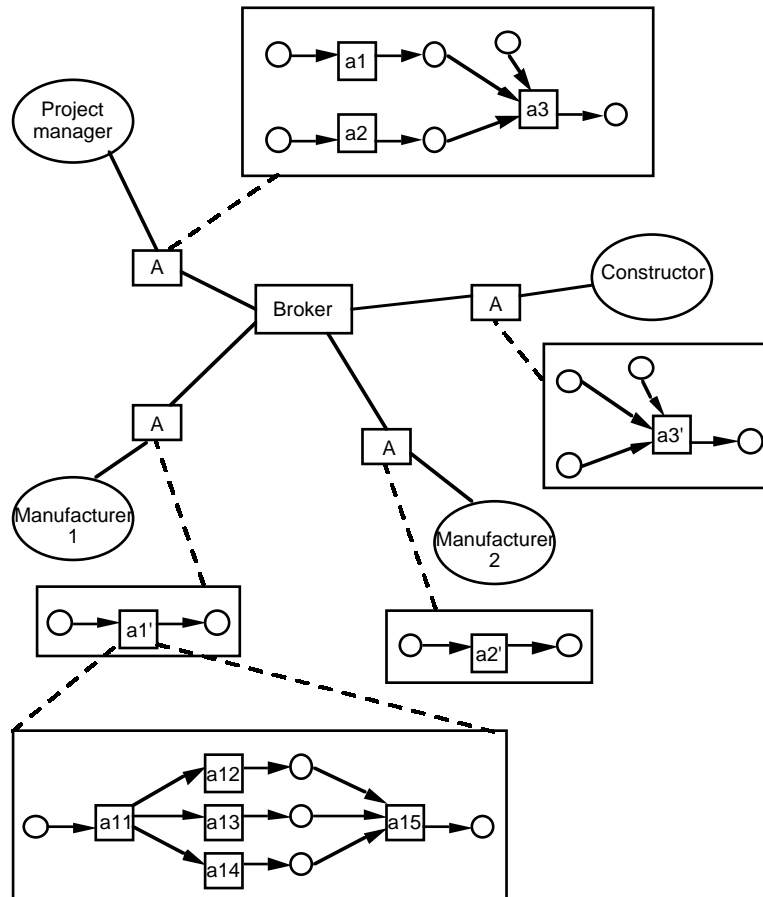 a1
a2
a3
Project
manager
A
Broker
A
Constructor
A
A
a3'
Manufacturer
1
Manufacturer
2
a1'
a2'
a12
a11
a13
a15
a14